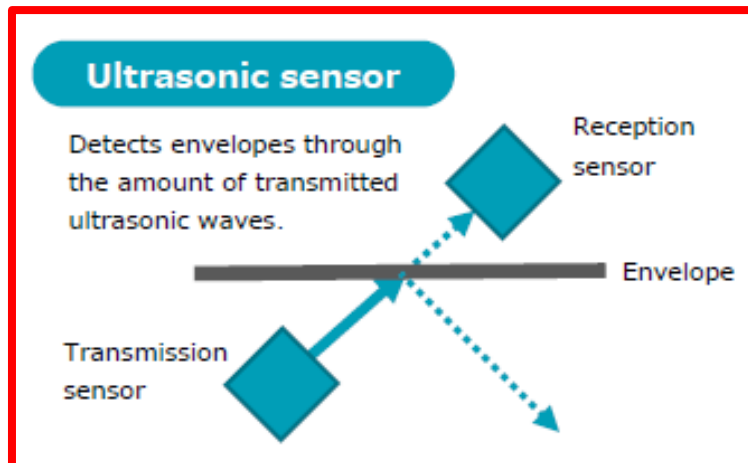 Ultrasonic sensor
Detects envelopes through
the amount of transmitted
ultrasonic waves.
Reception
sensor
Envelope
Transmission
sensor